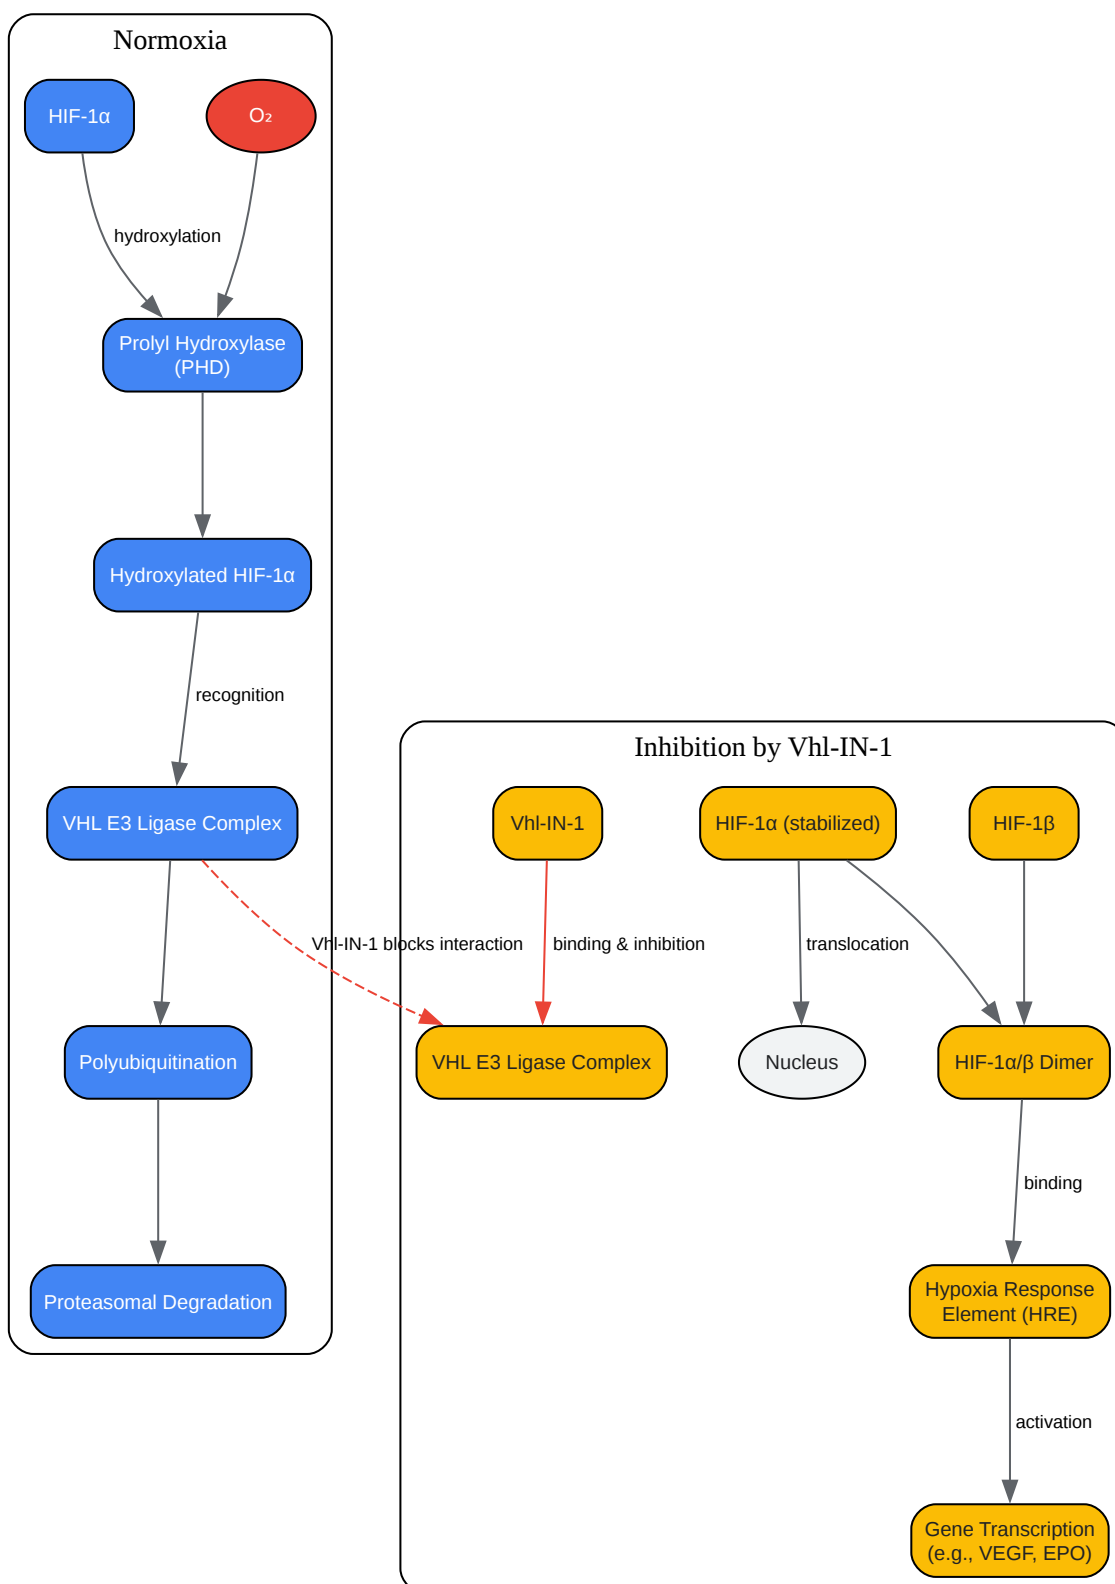 Normoxia
HIF-1α
O₂
hydroxylation
Prolyl Hydroxylase
(PHD)
Hydroxylated HIF-1α
recognition
VHL E3 Ligase Complex
Polyubiquitination
Proteasomal Degradation
Vhl-IN-1 blocks interaction
Inhibition by Vhl-IN-1
Vhl-IN-1
HIF-1α (stabilized)
HIF-1β
binding & inhibition
translocation
VHL E3 Ligase Complex
Nucleus
HIF-1α/β Dimer
binding
Hypoxia Response
Element (HRE)
activation
Gene Transcription
(e.g., VEGF, EPO)